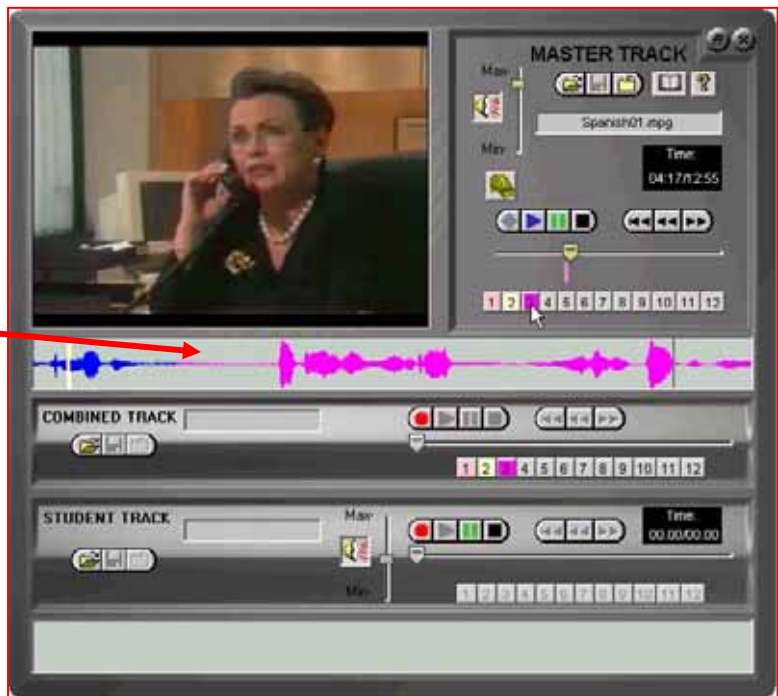 MASTER TRACK
Max
Spanish01.mpg
Min
Time:
04:17/12:55
1 2 3 4 5 6 7 8 9 10 11 12
COMBINED TRACK
1 2 3 4 5 6 7 8 9 10 11 12
STUDENT TRACK
Max
Time:
00:00/00:00
Min
1 2 3 4 5 6 7 8 9 10 11 12